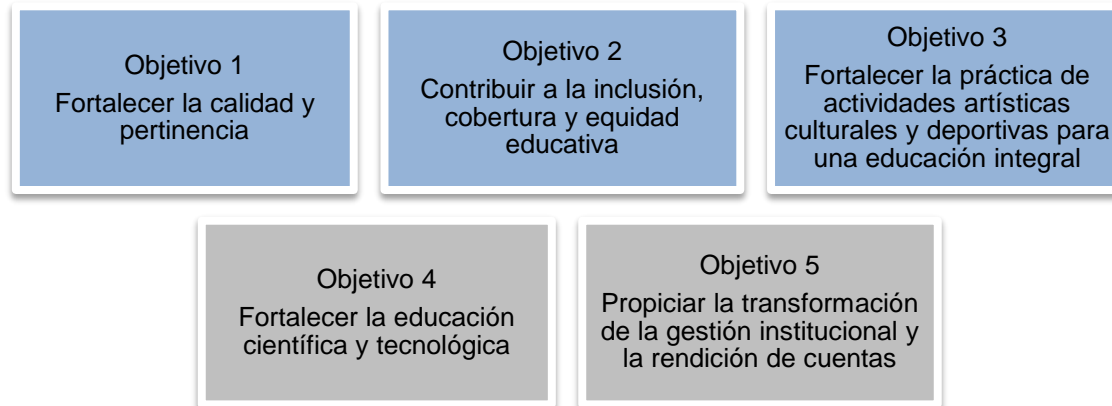 Objetivo 1
Fortalecer la calidad y
pertinencia
Objetivo 2
Contribuir a la inclusión,
cobertura y equidad
educativa
Objetivo 3
Fortalecer la práctica de
actividades artísticas
culturales y deportivas para
una educación integral
Objetivo 4
Fortalecer la educación
científica y tecnológica
Objetivo 5
Propiciar la transformación
de la gestión institucional y
la rendición de cuentas